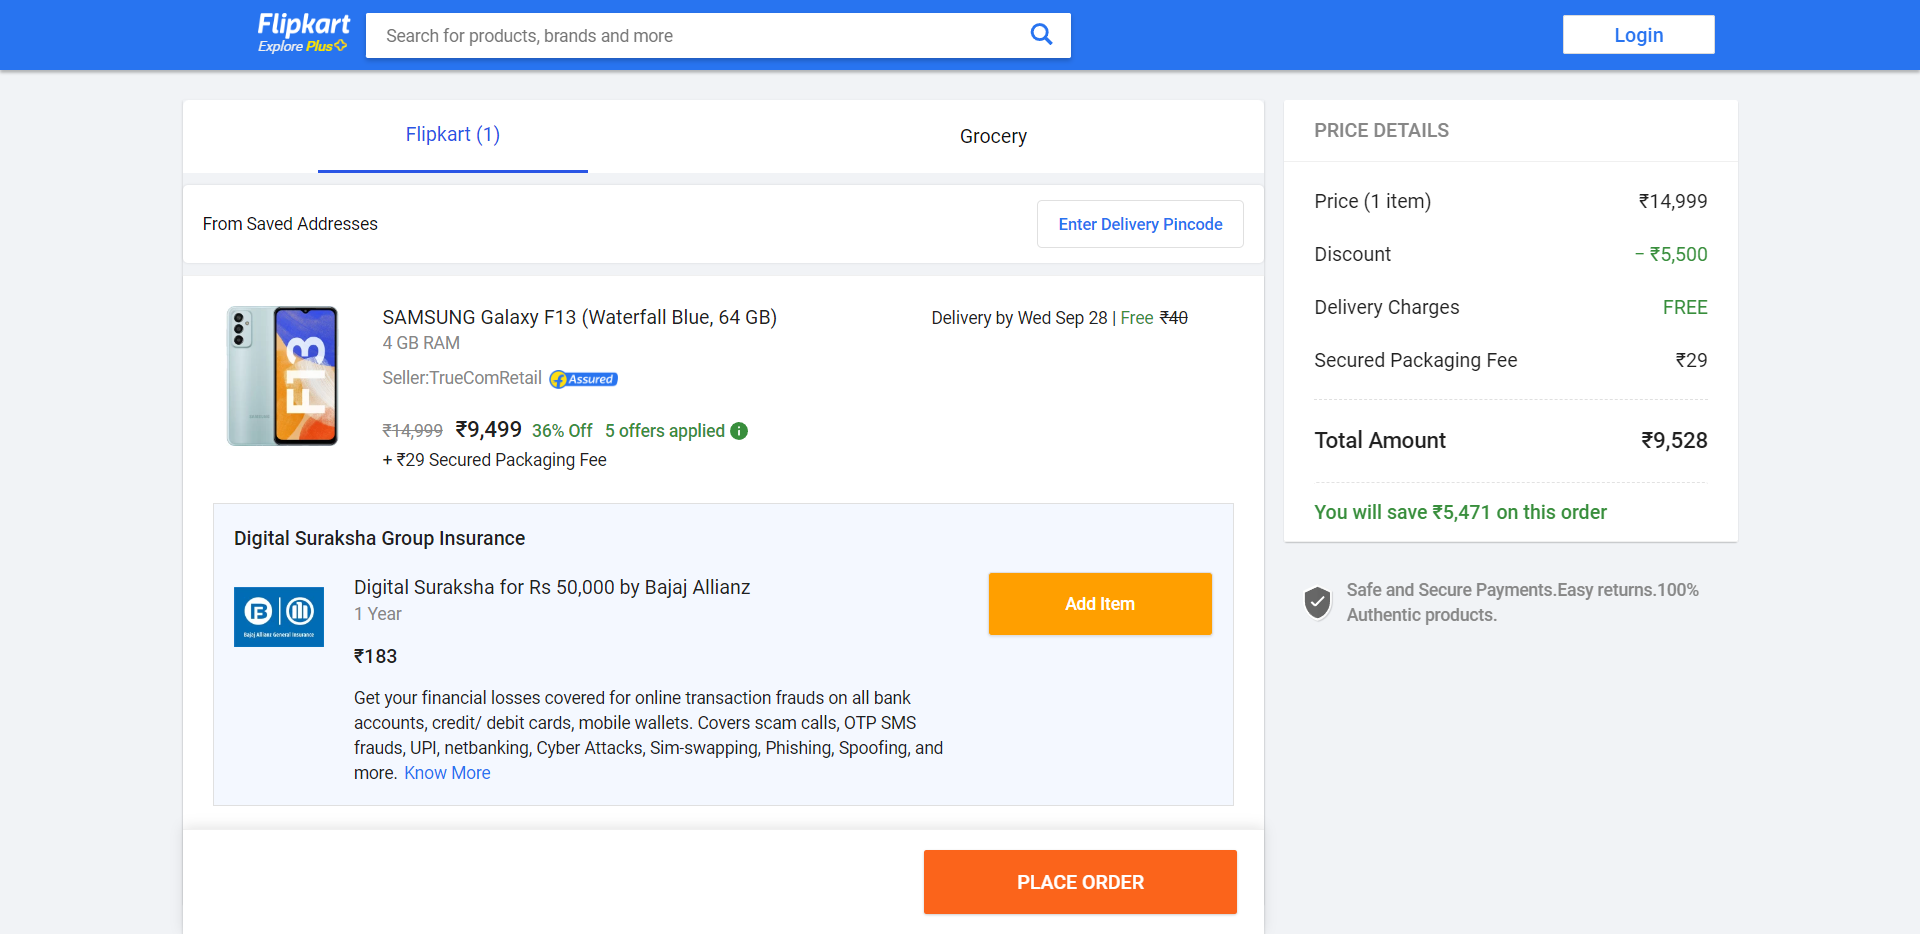 Flipkart
Explore Plus
Search for products, brands and more
Login
Flipkart (1)
Grocery
From Saved Addresses
Enter Delivery Pincode
F13
SAMSUNG Galaxy F13 (Waterfall Blue, 64 GB)
4 GB RAM
Seller:TrueComRetail
Assured
Delivery by Wed Sep 28 | Free ₹40
₹14,999 ₹9,499 36% Off 5 offers applied
+ ₹29 Secured Packaging Fee
Digital Suraksha Group Insurance
Bajaj Allianz General Insurance
Digital Suraksha for Rs 50,000 by Bajaj Allianz
1 Year
₹183
Add Item
Get your financial losses covered for online transaction frauds on all bank
accounts, credit/ debit cards, mobile wallets. Covers scam calls, OTP SMS
frauds, UPI, netbanking, Cyber Attacks, Sim-swapping, Phishing, Spoofing, and
more. Know More
PLACE ORDER
PRICE DETAILS
Price (1 item) ₹14,999
Discount − ₹5,500
Delivery Charges FREE
Secured Packaging Fee ₹29
Total Amount ₹9,528
You will save ₹5,471 on this order
Safe and Secure Payments.Easy returns.100%
Authentic products.